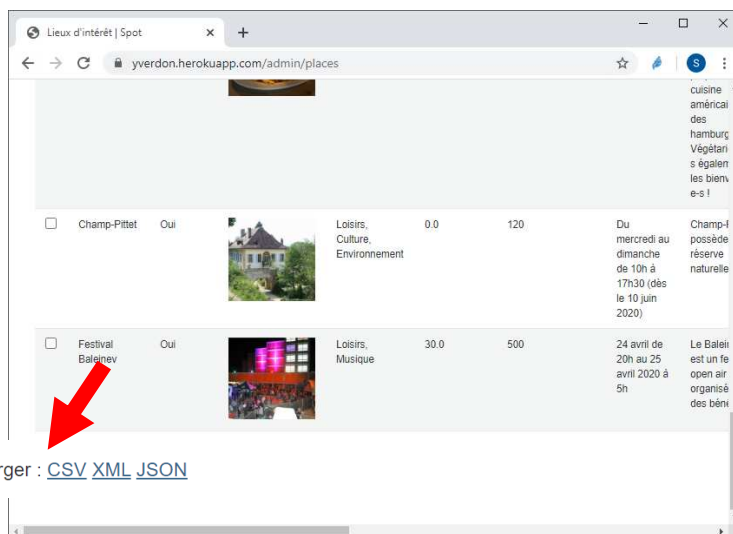 Lieux d'intérêt | Spot
yverdon.herokuapp.com/admin/places
S
cuisine
américai
des
hamburg
Végétari
s égalem
les bienv
e-s !
Champ-Pittet Oui Loisirs, 0.0 120 Du Champ-P
Culture, mercredi au possède
Environnement dimanche réserve
de 10h à naturelle
17h30 (dès
le 10 juin
2020)
Festival Oui Loisirs, 30.0 500 24 avril de Le Balei
Baleinev Musique 20h au 25 est un fe
avril 2020 à open air
5h organisé
des béné
rger : CSV XML JSON